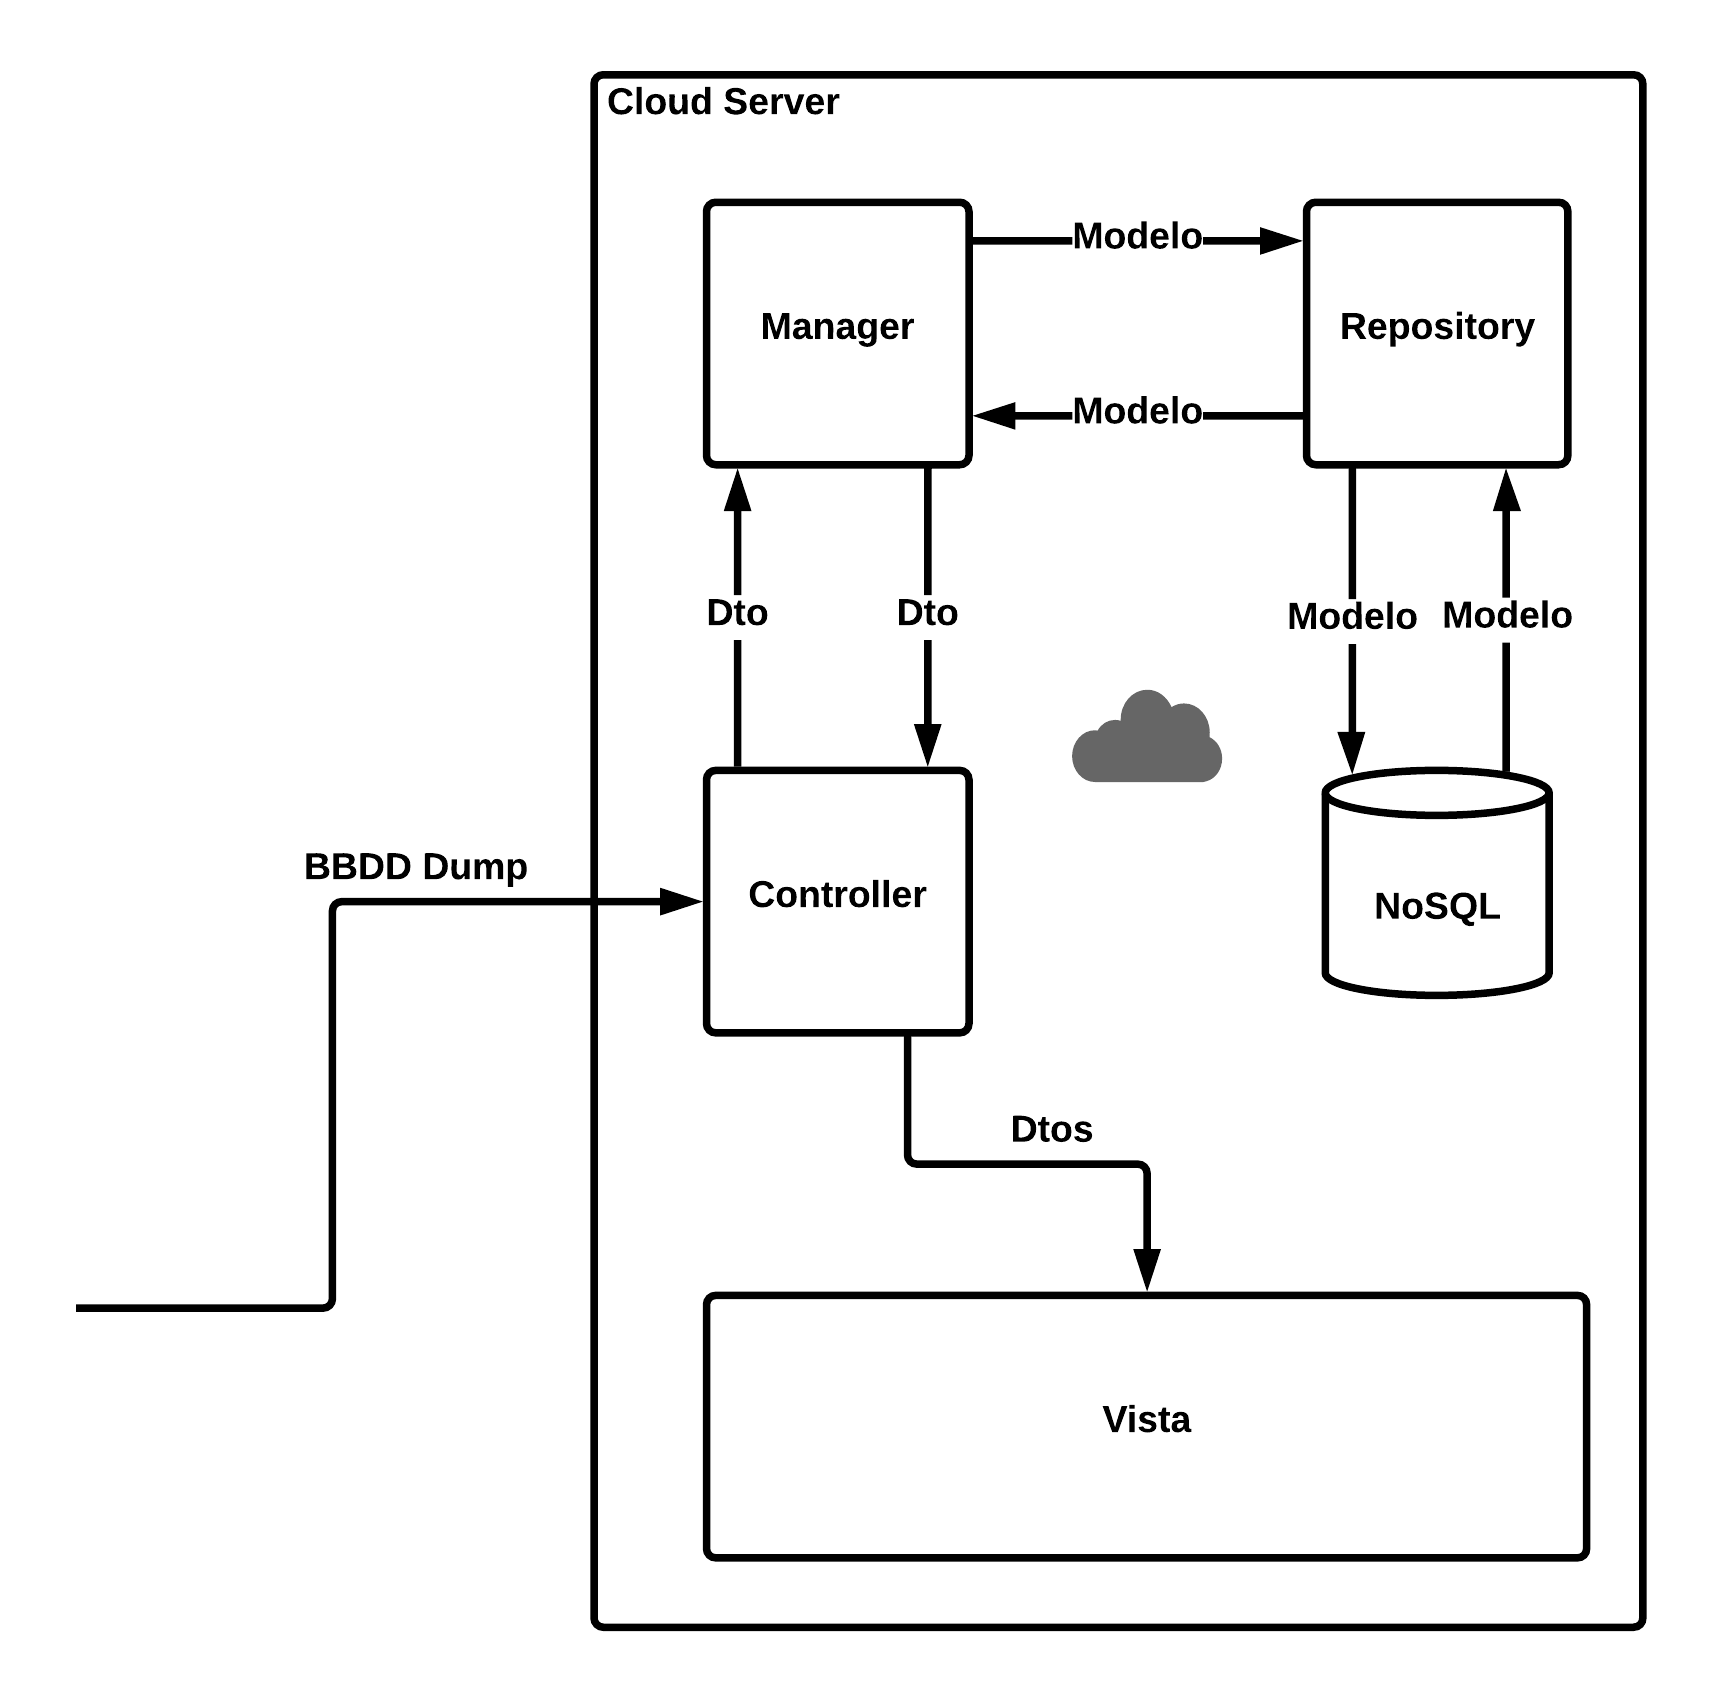 Cloud Server
Modelo
Manager
Repository
Modelo
Dto
Dto
Modelo
Modelo
BBDD Dump
Controller
NoSQL
Dtos
Vista